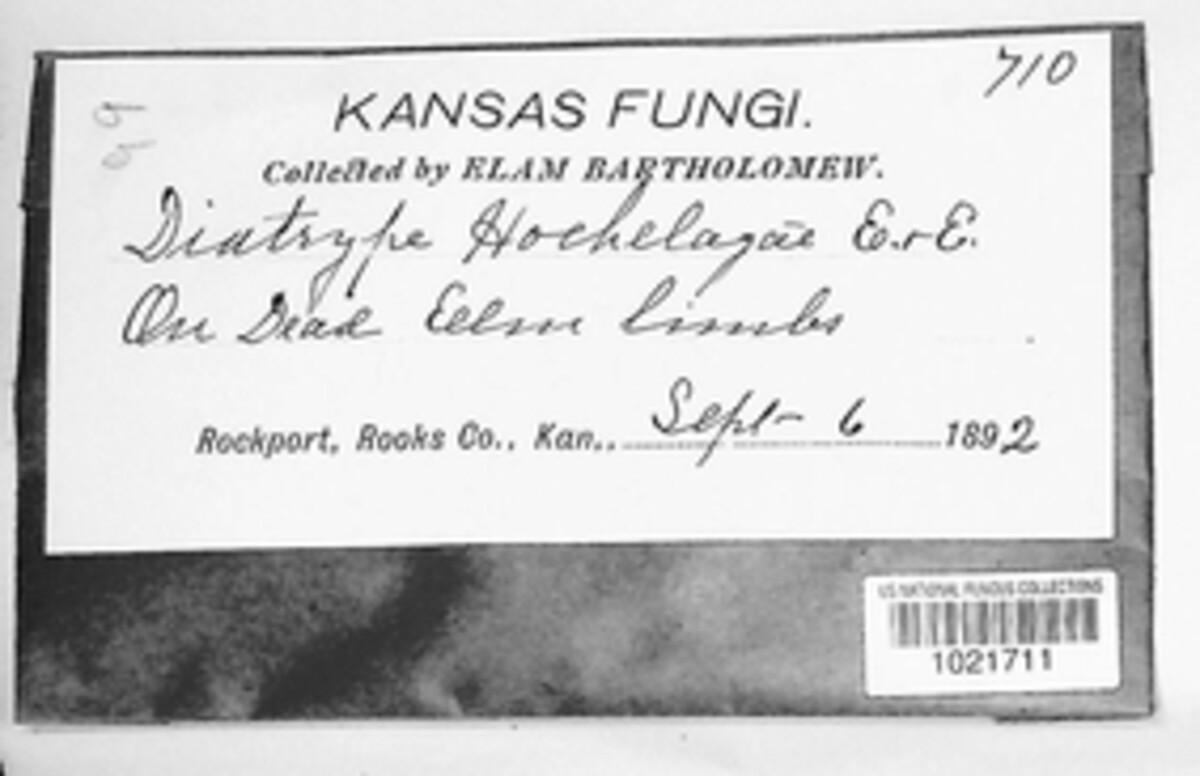 710
KANSAS FUNGI.
Collected by ELAM BARTHOLOMEW.
Diatrype Hochelagae E. & E.
On Dead Elm limbs
Rockport, Rooks Co., Kan., Sept- 6 1892
US NATIONAL FUNGUS COLLECTIONS
1021711